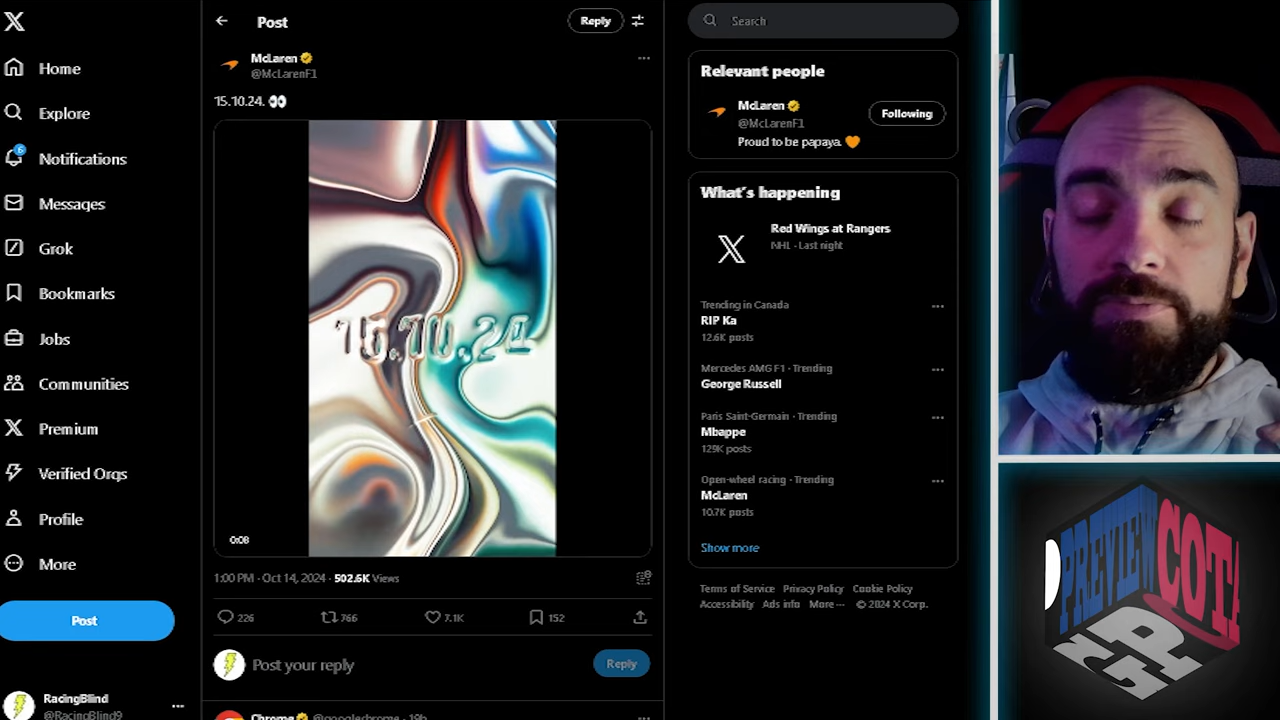 Home
Explore
6
Notifications
Messages
Grok
Bookmarks
Jobs
Communities
Premium
Verified Orgs
Profile
More
Post
RacingBlind
@RacingBlind9
Post
Reply
McLaren
@McLarenF1
15.10.24. 👀
15.10.24
0:08
1:00 PM · Oct 14, 2024 · 502.6K Views
226
766
7.1K
152
Post your reply
Reply
Chrome @googlechrome · 19h
Search
Relevant people
McLaren
@McLarenF1
Following
Proud to be papaya. 🧡
What's happening
Red Wings at Rangers
NHL · Last night
Trending in Canada
RIP Ka
12.6K posts
Mercedes AMG F1 · Trending
George Russell
Paris Saint-Germain · Trending
Mbappe
129K posts
Open-wheel racing · Trending
McLaren
10.7K posts
Show more
Terms of Service Privacy Policy Cookie Policy
Accessibility Ads info More ··· © 2024 X Corp.
PREVIEW
COTA